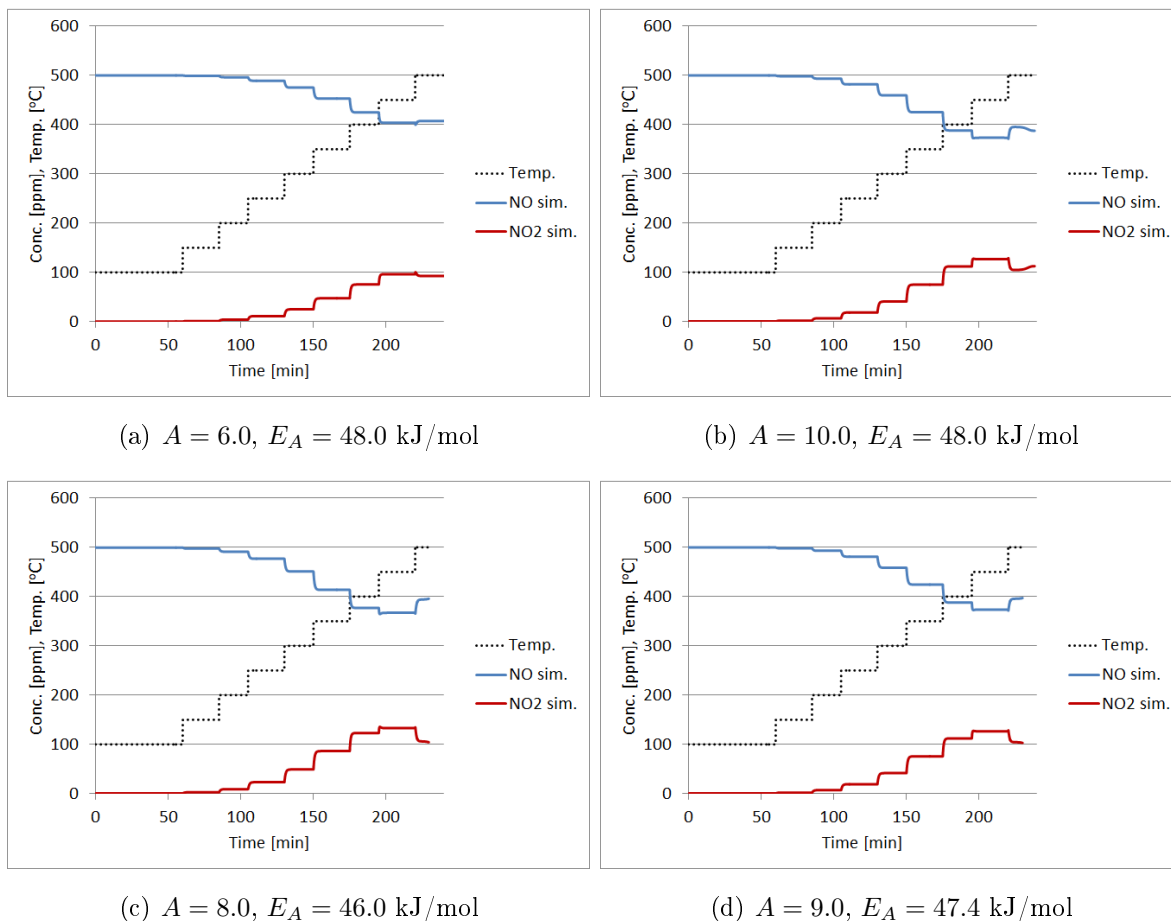 600
500
400
300
200
100
0
0 50 100 150 200
Conc. [ppm], Temp. [°C]
Time [min]
Temp.
NO sim.
NO2 sim.
(a) A = 6.0, E_A = 48.0 kJ/mol
600
500
400
300
200
100
0
0 50 100 150 200
Conc. [ppm], Temp. [°C]
Time [min]
Temp.
NO sim.
NO2 sim.
(b) A = 10.0, E_A = 48.0 kJ/mol
600
500
400
300
200
100
0
0 50 100 150 200
Conc. [ppm], Temp. [°C]
Time [min]
Temp.
NO sim.
NO2 sim.
(c) A = 8.0, E_A = 46.0 kJ/mol
600
500
400
300
200
100
0
0 50 100 150 200
Conc. [ppm], Temp. [°C]
Time [min]
Temp.
NO sim.
NO2 sim.
(d) A = 9.0, E_A = 47.4 kJ/mol